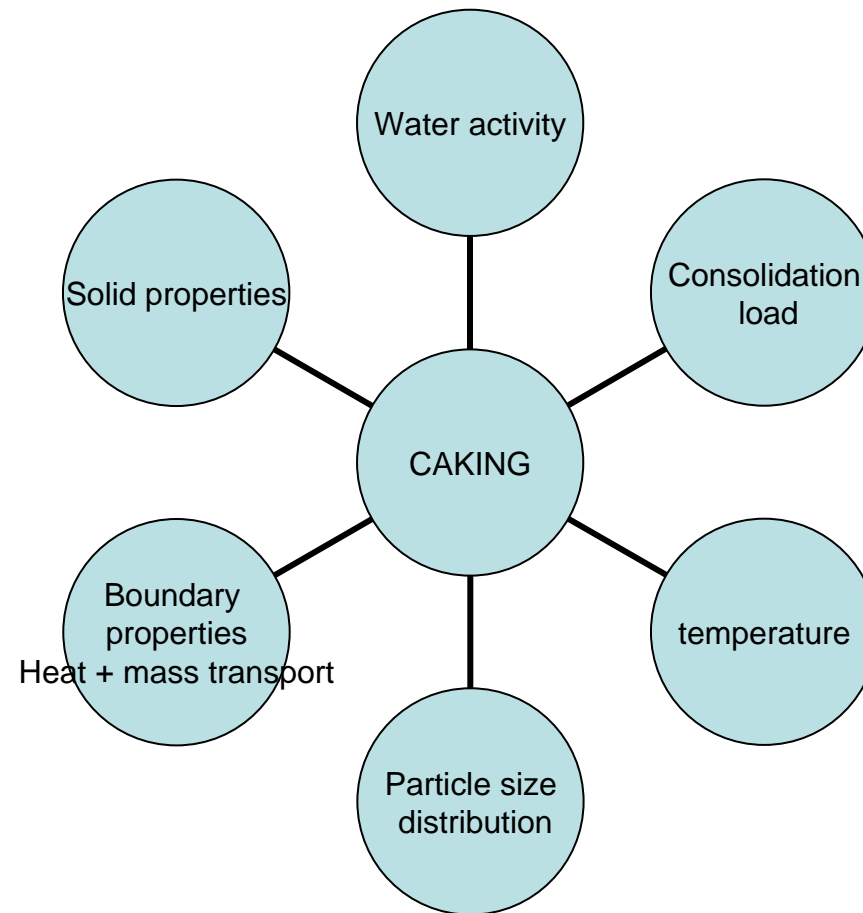 Water activity
Solid properties
Consolidation
load
CAKING
Boundary
properties
Heat + mass transport
temperature
Particle size
distribution